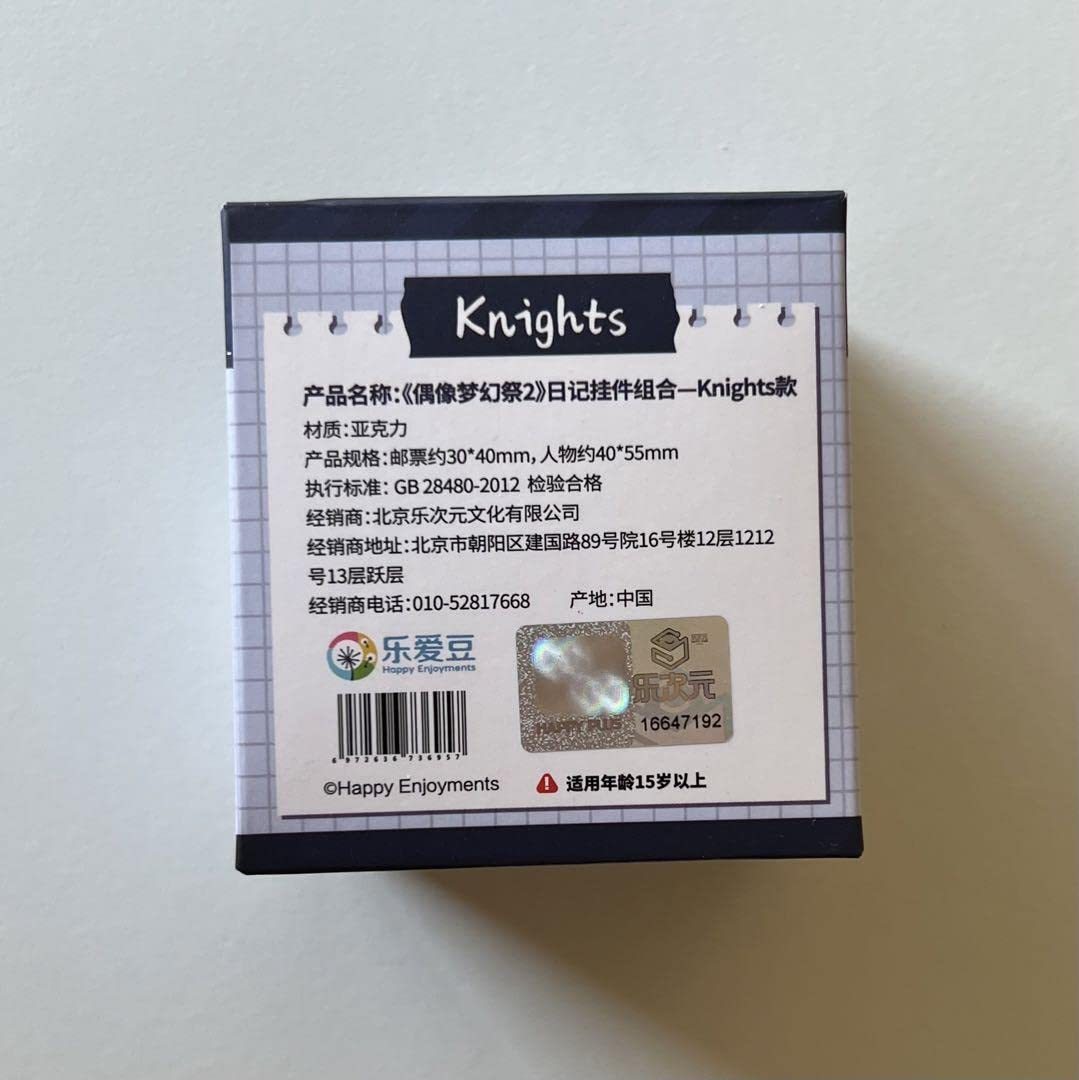 Knights
产品名称:《偶像梦幻祭2》日记挂件组合—Knights款
材质:亚克力
产品规格:邮票约30*40mm,人物约40*55mm
执行标准: GB 28480-2012 检验合格
经销商:北京乐次元文化有限公司
经销商地址:北京市朝阳区建国路89号院16号楼12层1212
号13层跃层
经销商电话:010-52817668 产地:中国
乐爱豆
Happy Enjoyments
乐次元
HAPPY PLUS
16647192
6972636736957
©Happy Enjoyments
适用年龄15岁以上